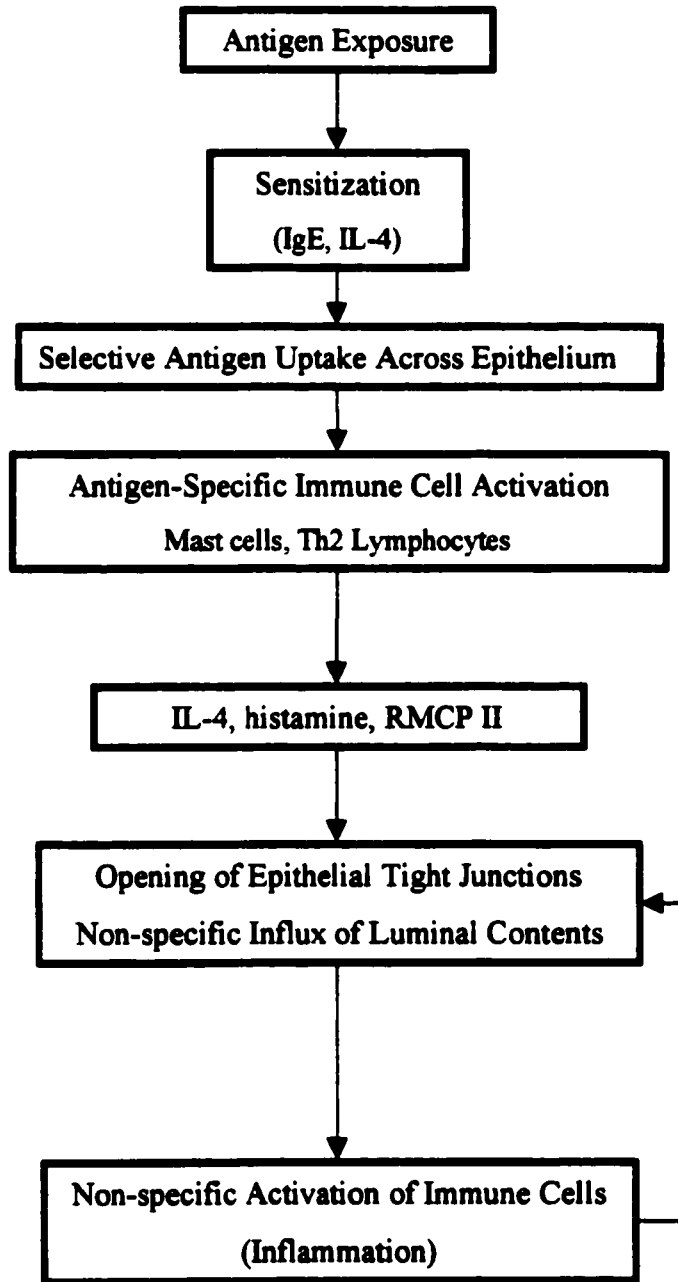 Antigen Exposure
Sensitization
(IgE, IL-4)
Selective Antigen Uptake Across Epithelium
Antigen-Specific Immune Cell Activation
Mast cells, Th2 Lymphocytes
IL-4, histamine, RMCP II
Opening of Epithelial Tight Junctions
Non-specific Influx of Luminal Contents
Non-specific Activation of Immune Cells
(Inflammation)